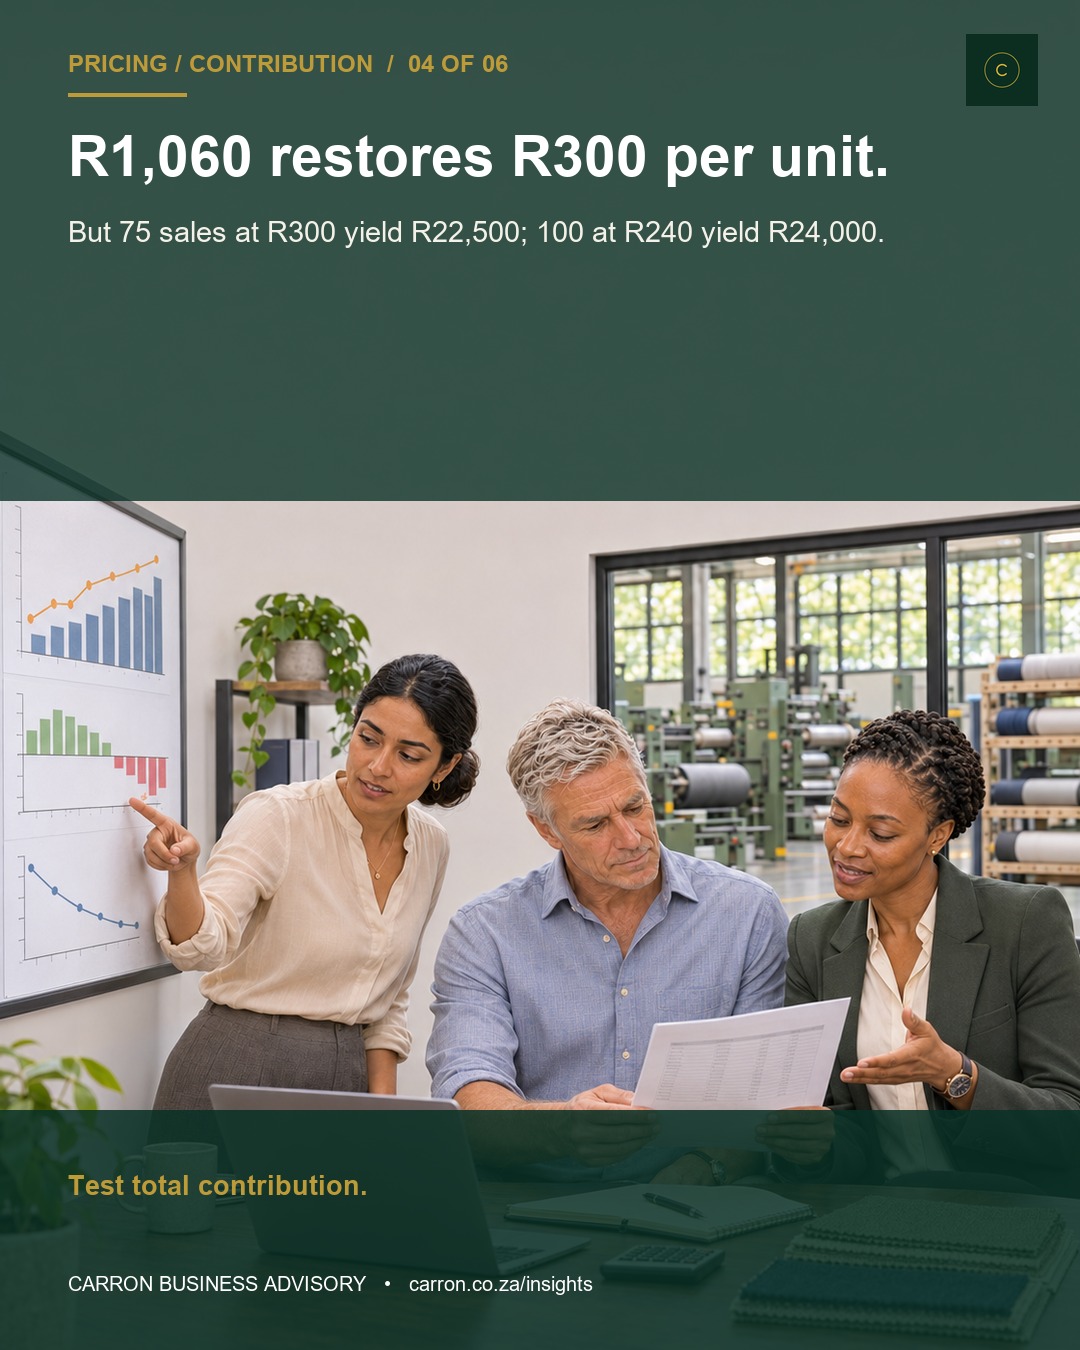 PRICING / CONTRIBUTION / 04 OF 06
C
R1,060 restores R300 per unit.
But 75 sales at R300 yield R22,500; 100 at R240 yield R24,000.
Test total contribution.
CARRON BUSINESS ADVISORY • carron.co.za/insights